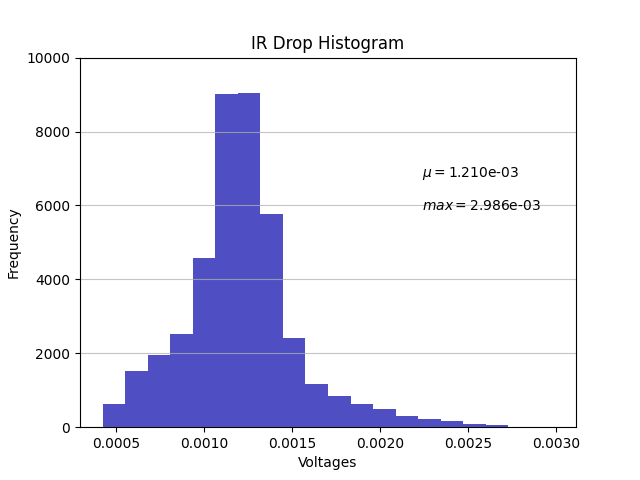 IR Drop Histogram
10000
8000
6000
4000
2000
0
Frequency
μ = 1.210e-03
max = 2.986e-03
0.0005 0.0010 0.0015 0.0020 0.0025 0.0030
Voltages